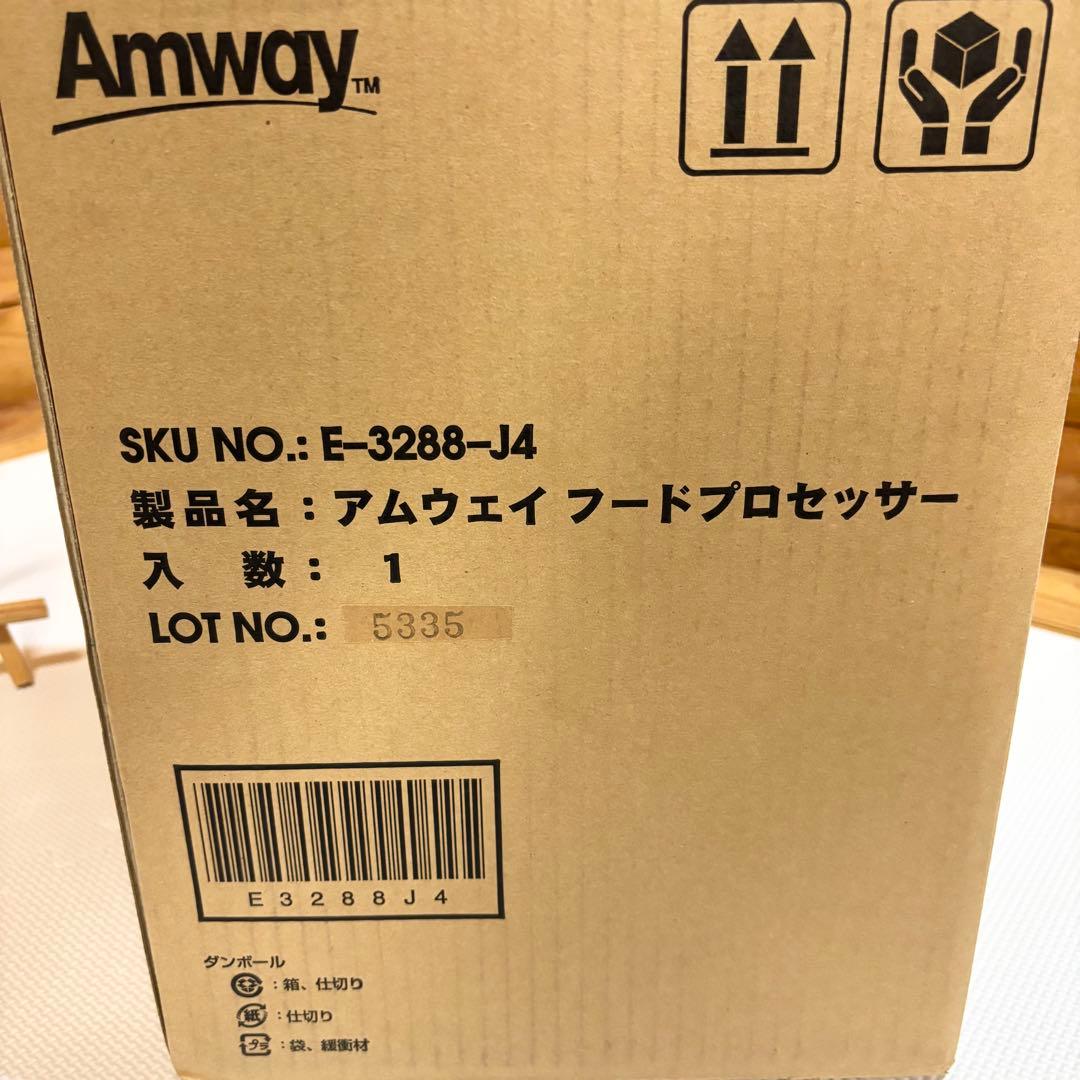 Amway™
SKU NO.: E–3288–J4
製品名：アムウェイ フードプロセッサー
入　数：　1
LOT NO.: 5335
E3288J4
ダンボール
：箱、仕切り
紙：仕切り
プラ：袋、緩衝材